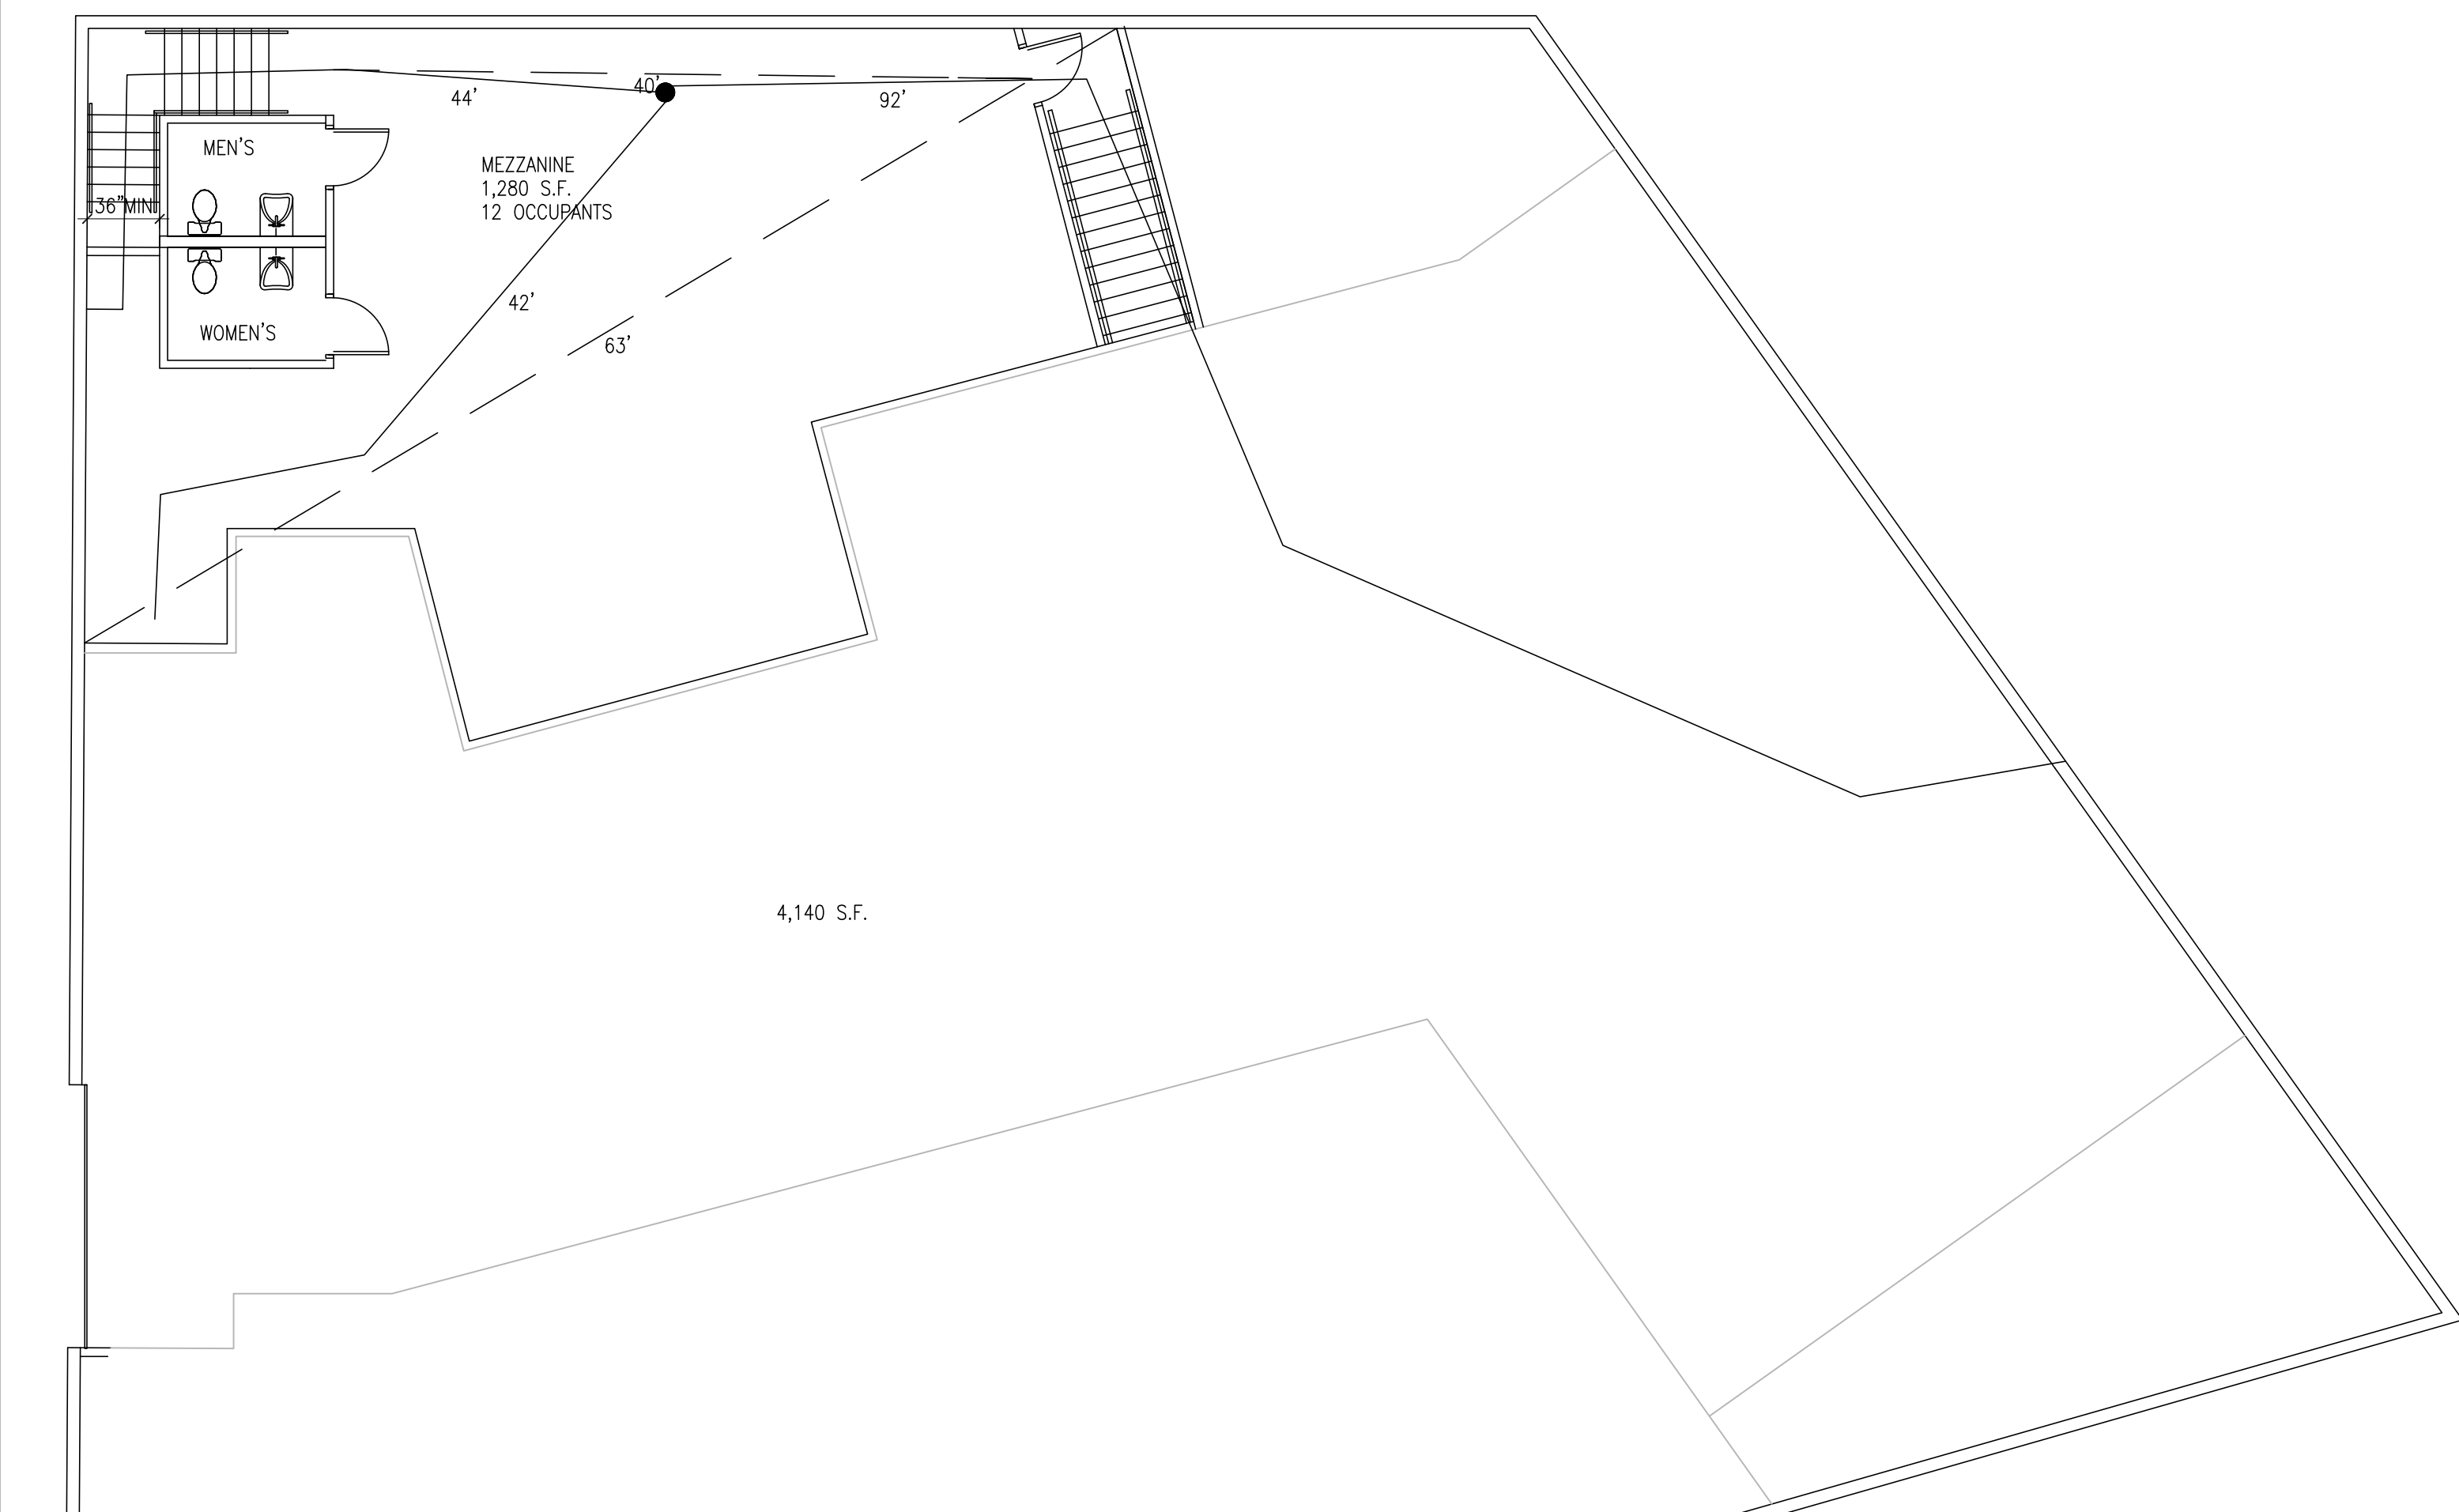 40'
44'
92'
MEN'S
MEZZANINE
1,280 S.F.
12 OCCUPANTS
36"MIN
42'
WOMEN'S
63'
4,140 S.F.